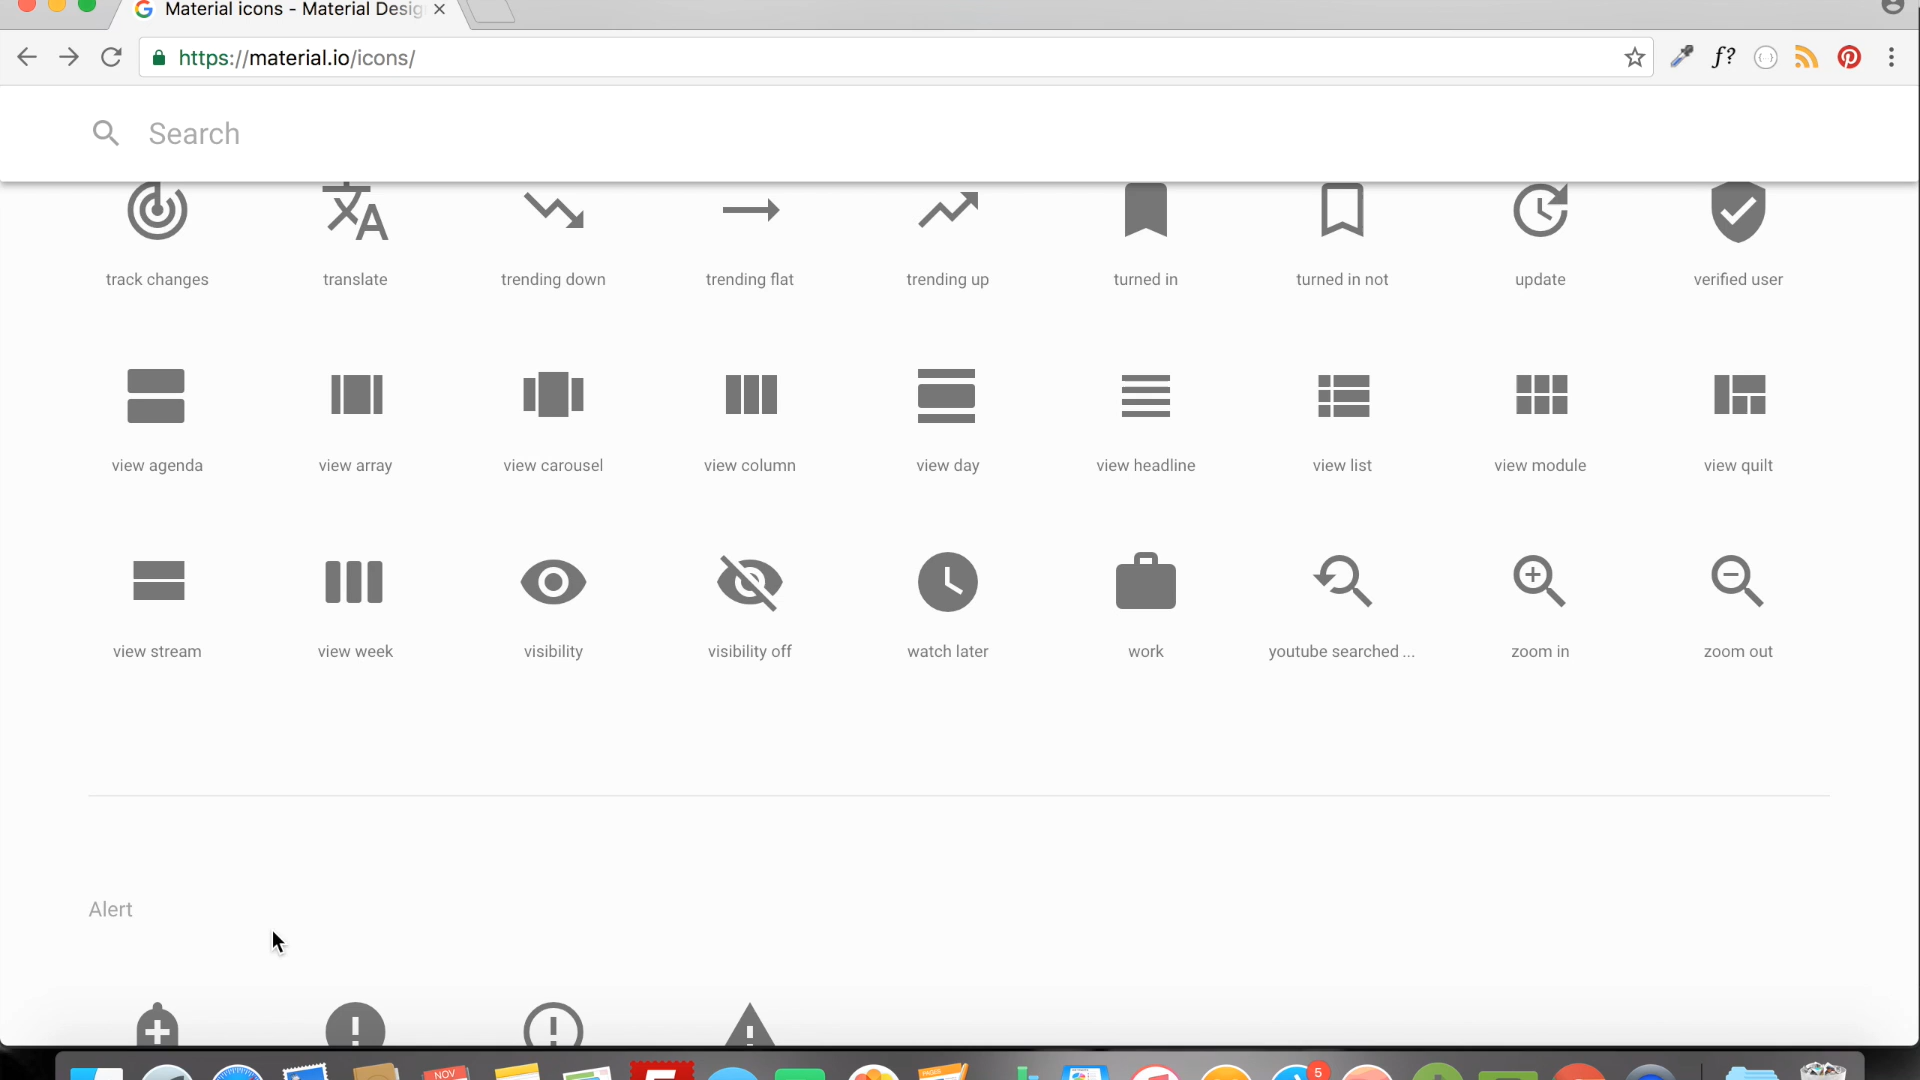 Material icons - Material Desig
https://material.io/icons/
f?
Search
track changes
translate
trending down
trending flat
trending up
turned in
turned in not
update
verified user
view agenda
view array
view carousel
view column
view day
view headline
view list
view module
view quilt
view stream
view week
visibility
visibility off
watch later
work
youtube searched ...
zoom in
zoom out
Alert
NOV
PAGES
5